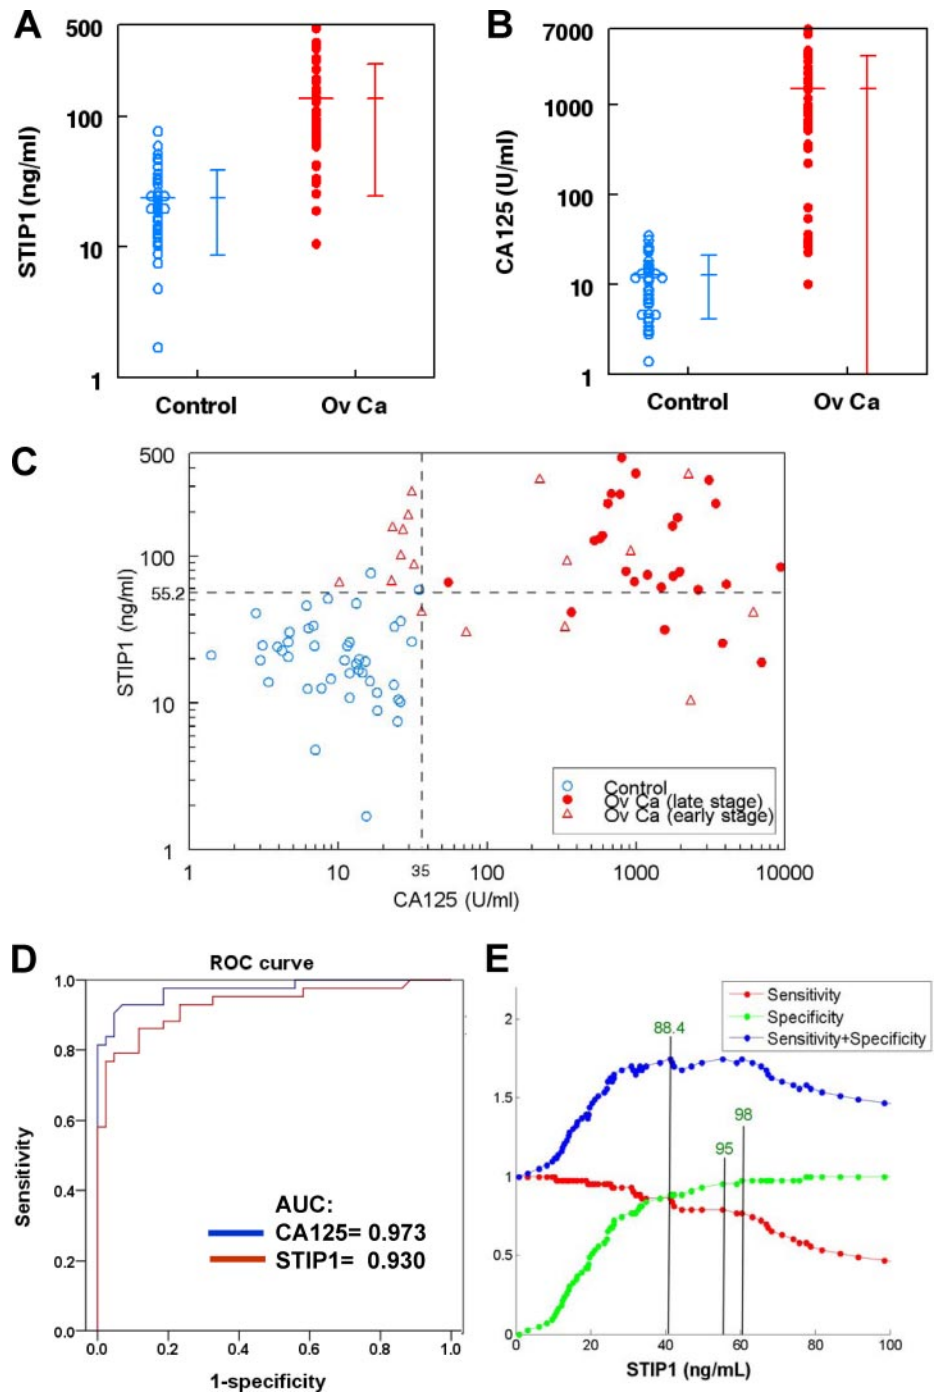 A
500
100
10
1
STIP1 (ng/ml)
Control
Ov Ca
B
7000
1000
100
10
1
CA125 (U/ml)
Control
Ov Ca
C
500
100
55.2
10
1
STIP1 (ng/ml)
1
10
35
100
1000
10000
CA125 (U/ml)
Control
Ov Ca (late stage)
Ov Ca (early stage)
D
ROC curve
1.0
0.8
0.6
0.4
0.2
0.0
Sensitivity
AUC:
CA125= 0.973
STIP1= 0.930
0.0
0.2
0.4
0.6
0.8
1.0
1-specificity
E
Sensitivity
Specificity
Sensitivity+Specificity
2
1.5
1
0.5
0
88.4
95
98
0
20
40
60
80
100
STIP1 (ng/mL)